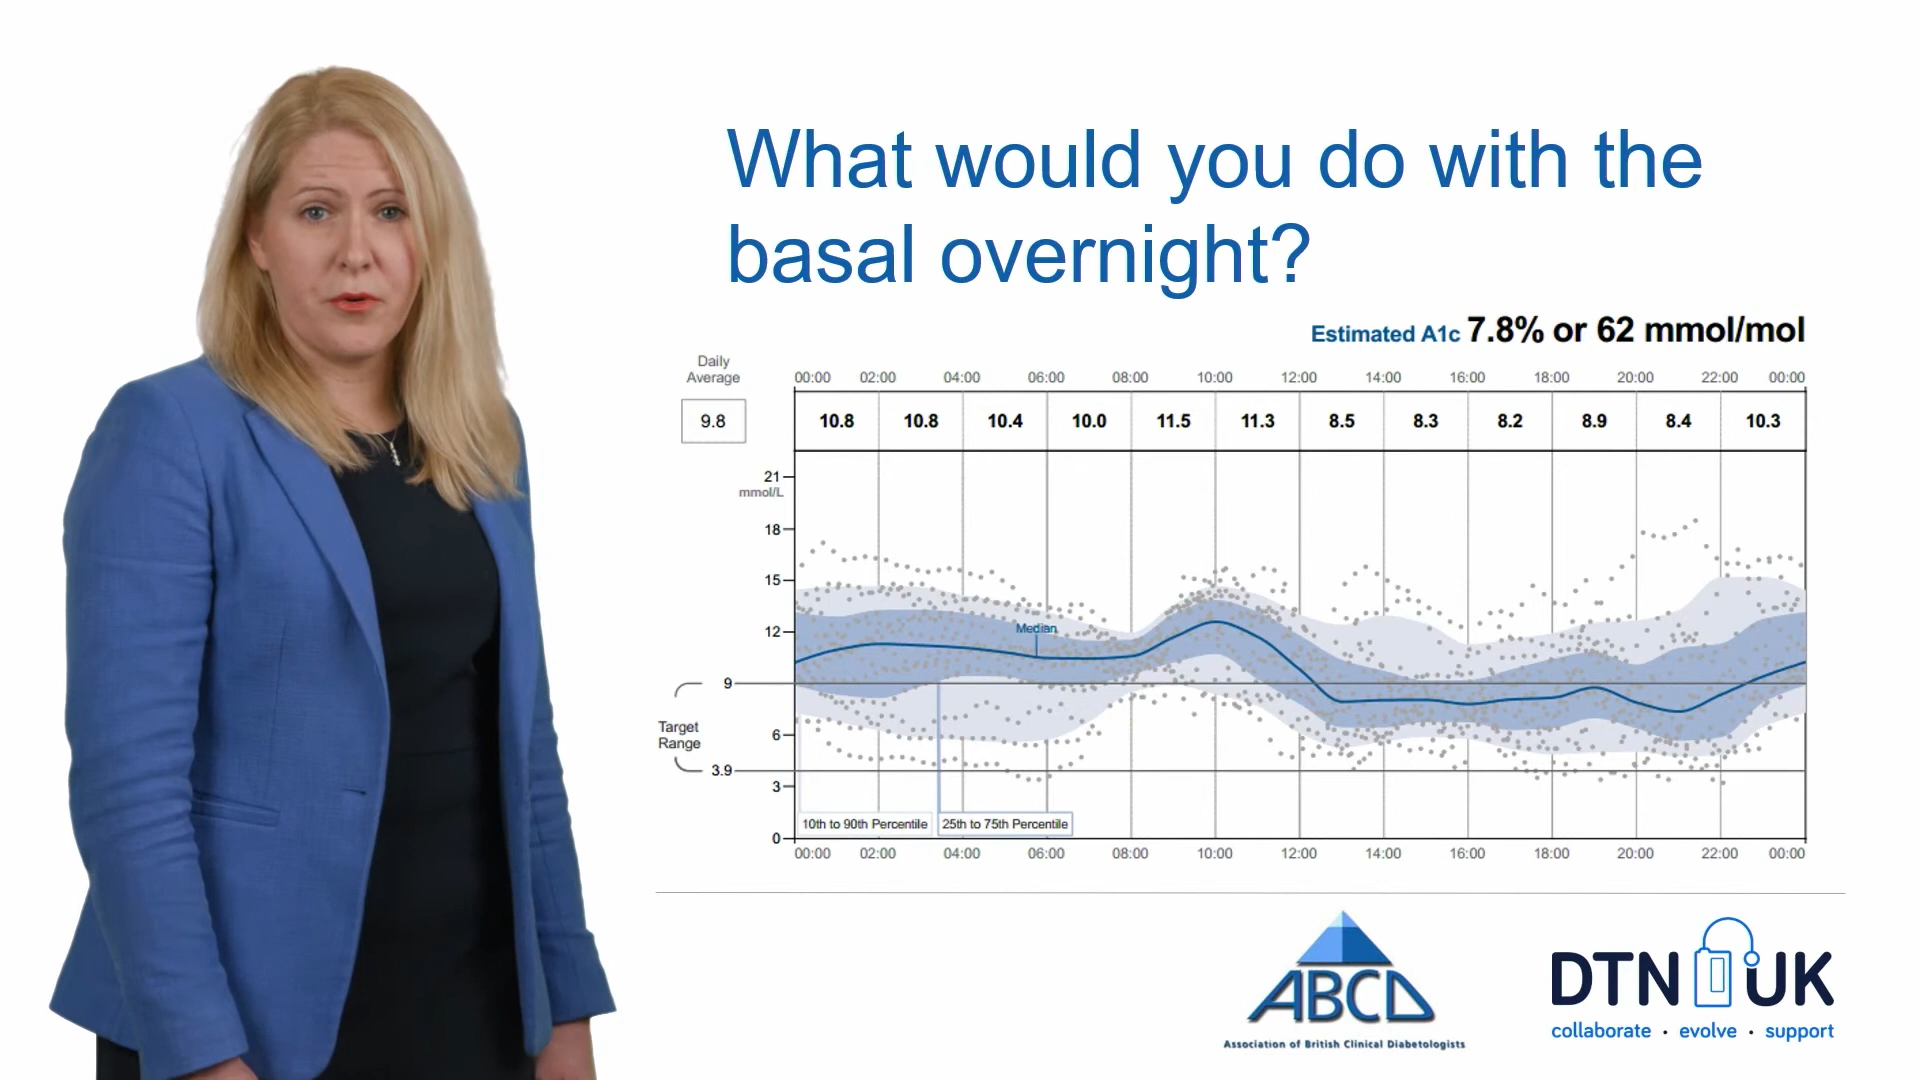 What would you do with the
basal overnight?
Estimated A1c 7.8% or 62 mmol/mol
Daily
Average
00:00 02:00 04:00 06:00 08:00 10:00 12:00 14:00 16:00 18:00 20:00 22:00 00:00
9.8 10.8 10.8 10.4 10.0 11.5 11.3 8.5 8.3 8.2 8.9 8.4 10.3
21
mmol/L
18
15
12
Median
9
Target
Range
6
3.9
3
10th to 90th Percentile 25th to 75th Percentile
0
00:00 02:00 04:00 06:00 08:00 10:00 12:00 14:00 16:00 18:00 20:00 22:00 00:00
ABCD
Association of British Clinical Diabetologists
DTN UK
collaborate · evolve · support